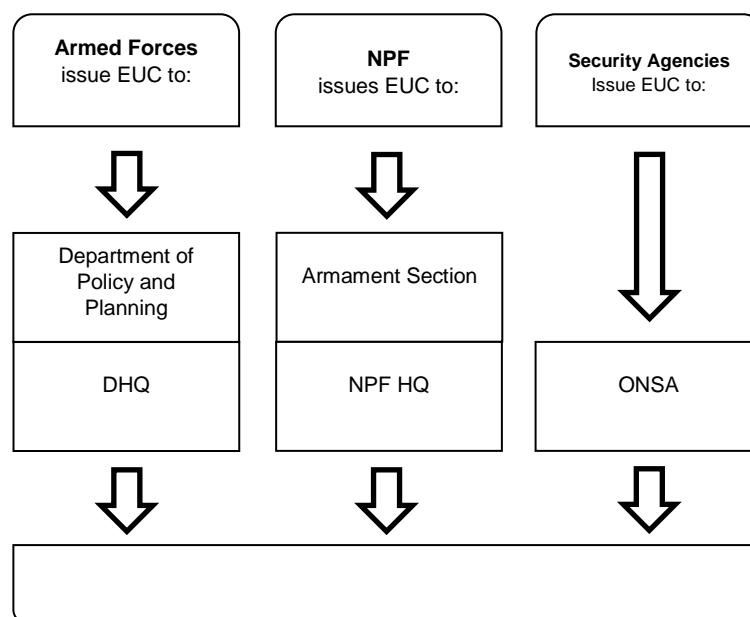 Armed Forces
issue EUC to:
NPF
issues EUC to:
Security Agencies
Issue EUC to:
Department of
Policy and
Planning
Armament Section
DHQ
NPF HQ
ONSA